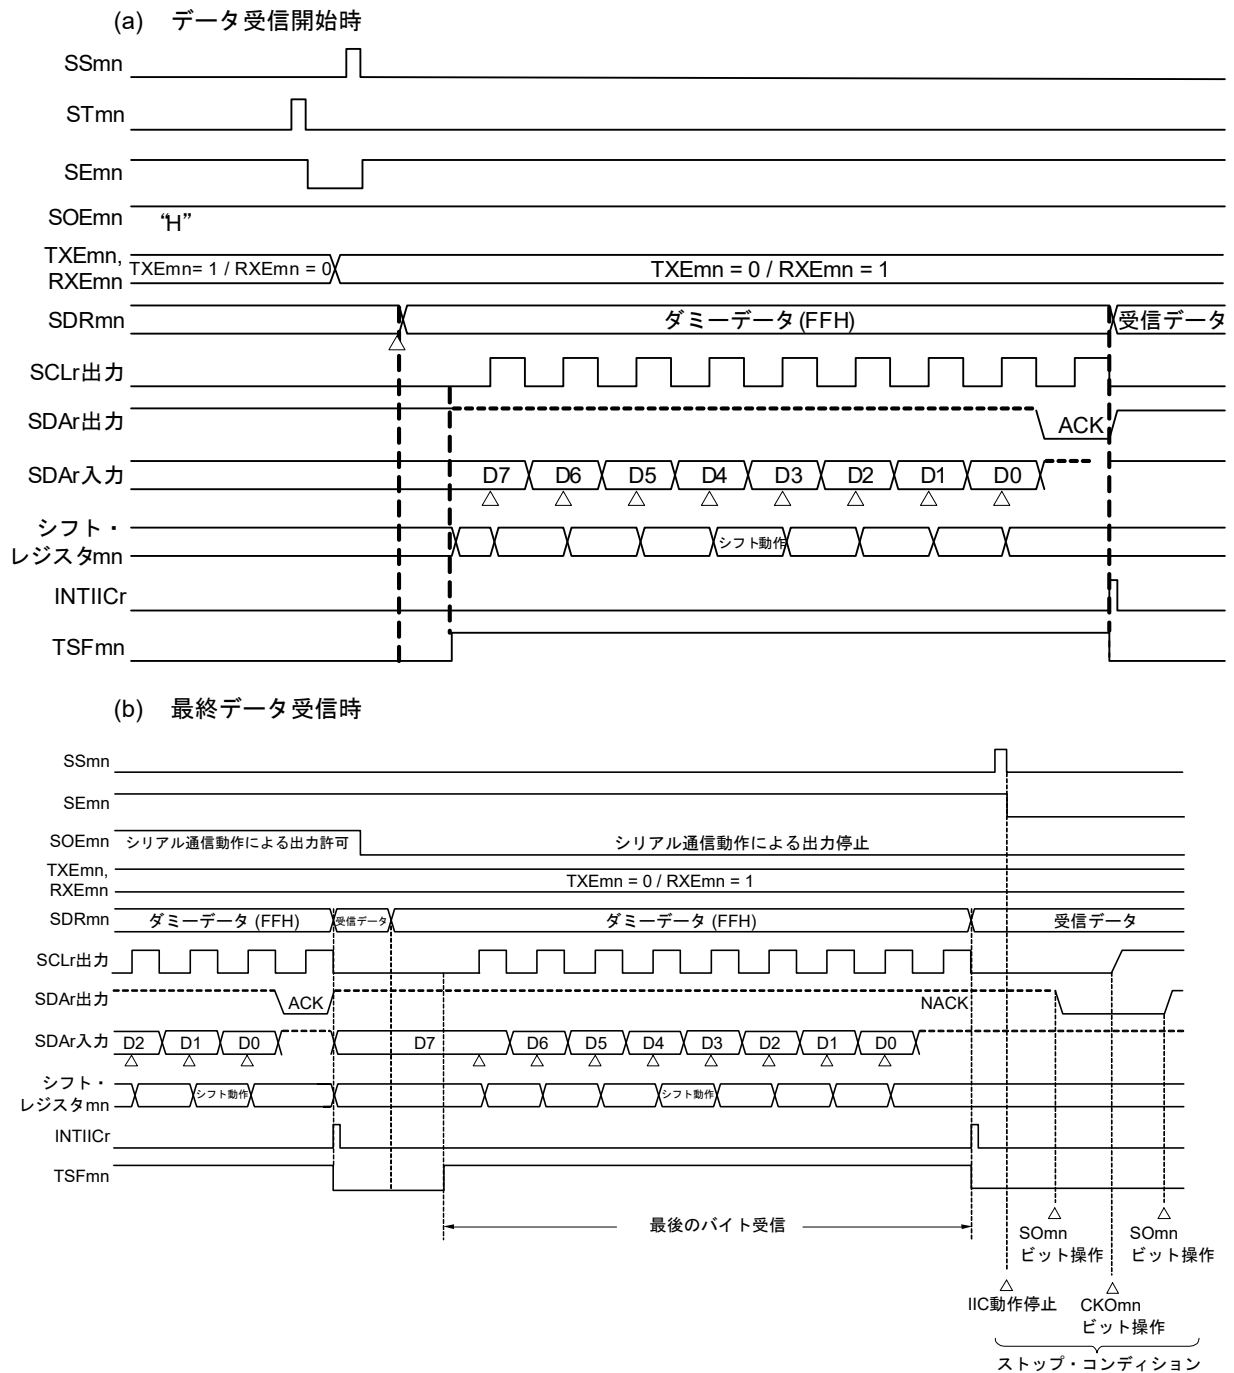 (a) データ受信開始時
SSmn
STmn
SEmn
SOEmn “H”
TXEmn,
RXEmn
TXEmn= 1 / RXEmn = 0
TXEmn = 0 / RXEmn = 1
SDRmn
ダミーデータ(FFH)
受信データ
SCLr出力
SDAr出力
ACK
SDAr入力
D7 D6 D5 D4 D3 D2 D1 D0
シフト・
レジスタmn
シフト動作
INTIICr
TSFmn
(b) 最終データ受信時
SSmn
SEmn
SOEmn
シリアル通信動作による出力許可
シリアル通信動作による出力停止
TXEmn,
RXEmn
TXEmn = 0 / RXEmn = 1
SDRmn
ダミーデータ (FFH)
受信データ
ダミーデータ (FFH)
受信データ
SCLr出力
SDAr出力
ACK
NACK
SDAr入力
D2 D1 D0 D7 D6 D5 D4 D3 D2 D1 D0
シフト・
レジスタmn
シフト動作
シフト動作
INTIICr
TSFmn
最後のバイト受信
SOmn
ビット操作
SOmn
ビット操作
IIC動作停止
CKOmn
ビット操作
ストップ・コンディション